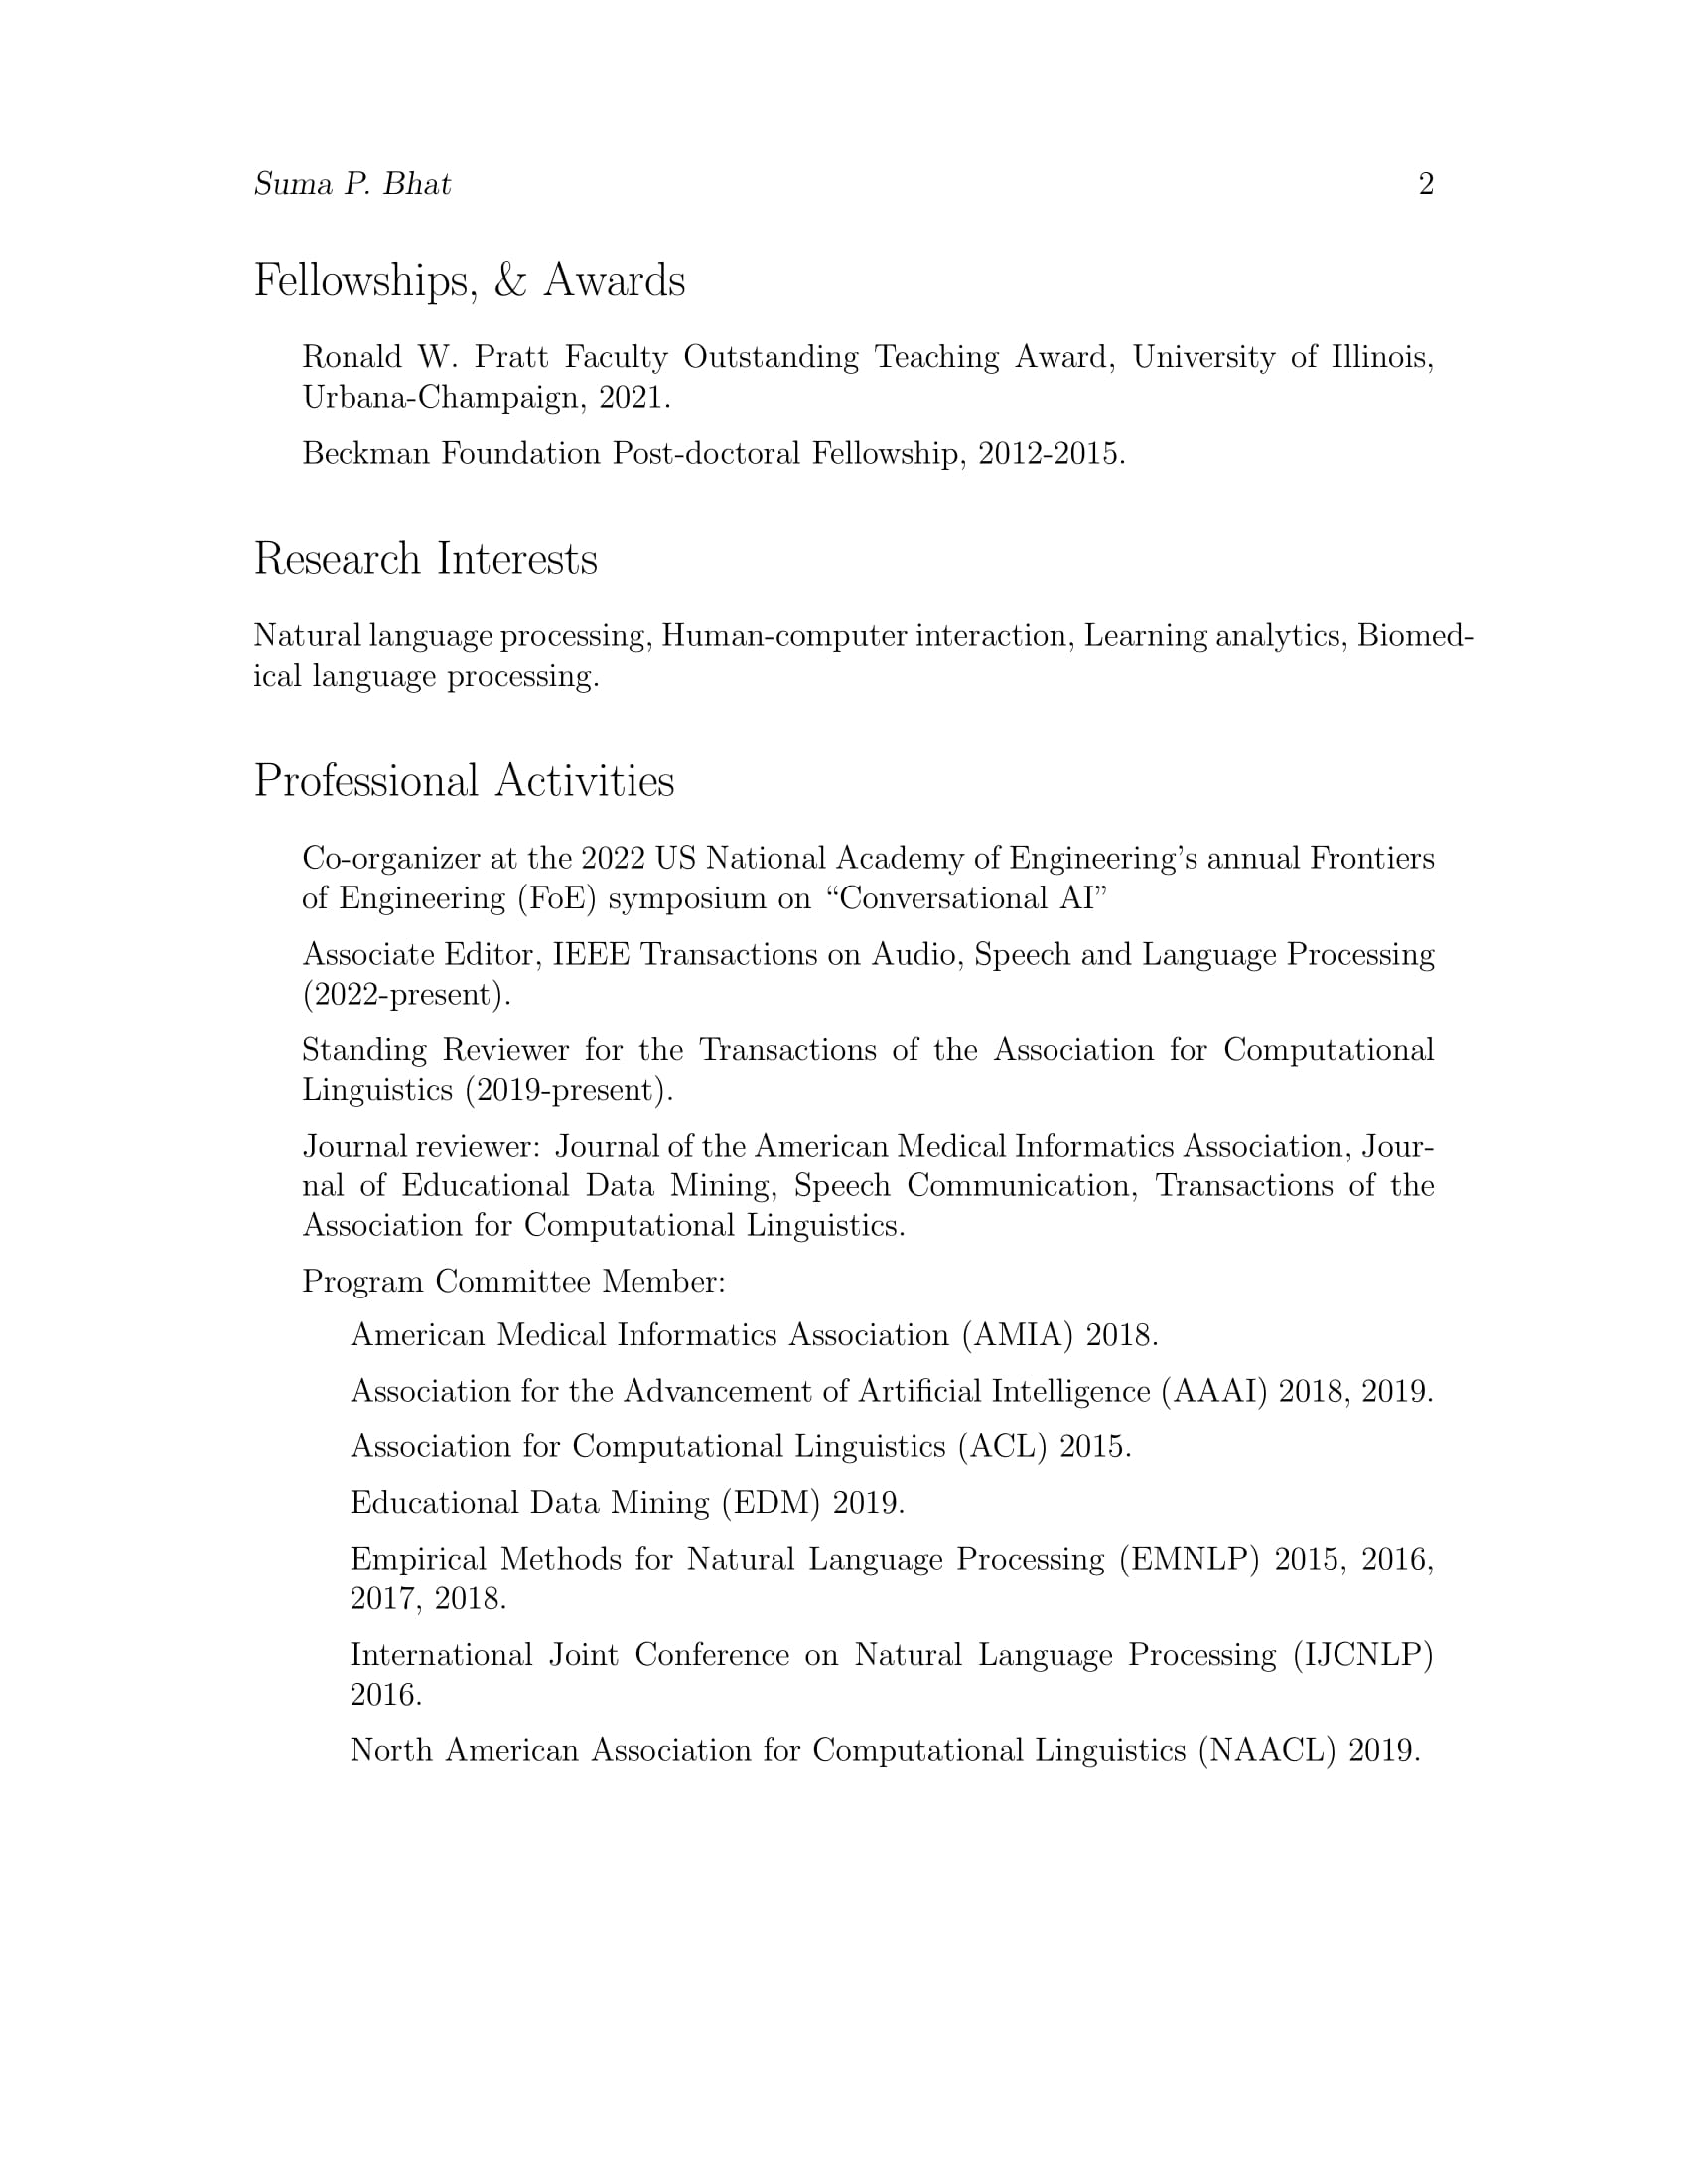 Suma P. Bhat 2
Fellowships, & Awards
Ronald W. Pratt Faculty Outstanding Teaching Award, University of Illinois,
Urbana-Champaign, 2021.
Beckman Foundation Post-doctoral Fellowship, 2012-2015.
Research Interests
Natural language processing, Human-computer interaction, Learning analytics, Biomed-
ical language processing.
Professional Activities
Co-organizer at the 2022 US National Academy of Engineering’s annual Frontiers
of Engineering (FoE) symposium on “Conversational AI”
Associate Editor, IEEE Transactions on Audio, Speech and Language Processing
(2022-present).
Standing Reviewer for the Transactions of the Association for Computational
Linguistics (2019-present).
Journal reviewer: Journal of the American Medical Informatics Association, Jour-
nal of Educational Data Mining, Speech Communication, Transactions of the
Association for Computational Linguistics.
Program Committee Member:
American Medical Informatics Association (AMIA) 2018.
Association for the Advancement of Artificial Intelligence (AAAI) 2018, 2019.
Association for Computational Linguistics (ACL) 2015.
Educational Data Mining (EDM) 2019.
Empirical Methods for Natural Language Processing (EMNLP) 2015, 2016,
2017, 2018.
International Joint Conference on Natural Language Processing (IJCNLP)
2016.
North American Association for Computational Linguistics (NAACL) 2019.